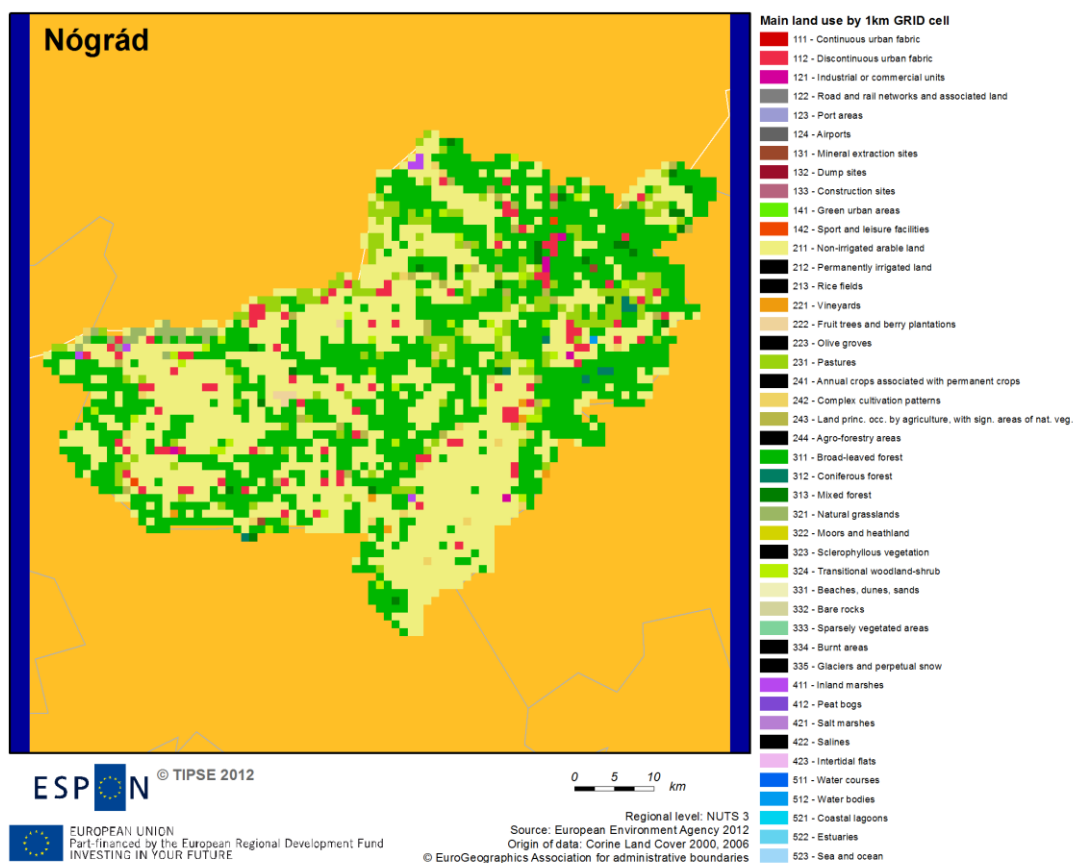 Nógrád
Main land use by 1km GRID cell
111 - Continuous urban fabric
112 - Discontinuous urban fabric
121 - Industrial or commercial units
122 - Road and rail networks and associated land
123 - Port areas
124 - Airports
131 - Mineral extraction sites
132 - Dump sites
133 - Construction sites
141 - Green urban areas
142 - Sport and leisure facilities
211 - Non-irrigated arable land
212 - Permanently irrigated land
213 - Rice fields
221 - Vineyards
222 - Fruit trees and berry plantations
223 - Olive groves
231 - Pastures
241 - Annual crops associated with permanent crops
242 - Complex cultivation patterns
243 - Land princ. occ. by agriculture, with sign. areas of nat. veg.
244 - Agro-forestry areas
311 - Broad-leaved forest
312 - Coniferous forest
313 - Mixed forest
321 - Natural grasslands
322 - Moors and heathland
323 - Sclerophyllous vegetation
324 - Transitional woodland-shrub
331 - Beaches, dunes, sands
332 - Bare rocks
333 - Sparsely vegetated areas
334 - Burnt areas
335 - Glaciers and perpetual snow
411 - Inland marshes
412 - Peat bogs
421 - Salt marshes
422 - Salines
423 - Intertidal flats
511 - Water courses
512 - Water bodies
521 - Coastal lagoons
522 - Estuaries
523 - Sea and ocean
ESPON © TIPSE 2012
0 5 10
km
EUROPEAN UNION
Part-financed by the European Regional Development Fund
INVESTING IN YOUR FUTURE
Regional level: NUTS 3
Source: European Environment Agency 2012
Origin of data: Corine Land Cover 2000, 2006
© EuroGeographics Association for administrative boundaries